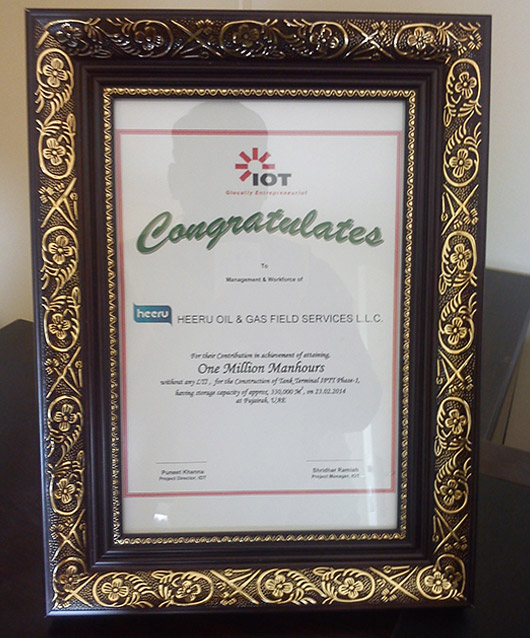 IOT
Glocally Entrepreneurial
Congratulates
To
Management & Workforce of
heeru HEERU OIL & GAS FIELD SERVICES L.L.C.
For their Contribution in achievement of attaining,
One Million Manhours
without any LTI , for the Construction of Tank Terminal IPTI Phase-1,
having storage capacity of approx. 330,000 M³, on 23.02.2014
at Fujairah, UAE
Puneet Khanna Shridhar Ramish
Project Director, IOT Project Manager, IOT